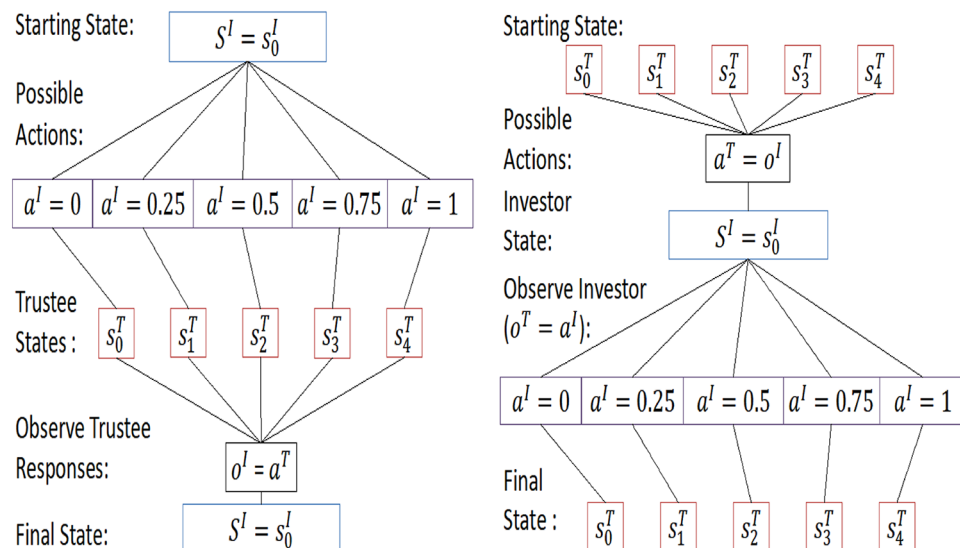 Starting State:
S^I = s_0^I
Possible
Actions:
a^I = 0 a^I = 0.25 a^I = 0.5 a^I = 0.75 a^I = 1
Trustee
States :
s_0^T s_1^T s_2^T s_3^T s_4^T
Observe Trustee
Responses:
o^I = a^T
Final State:
S^I = s_0^I
Starting State:
s_0^T s_1^T s_2^T s_3^T s_4^T
Possible
Actions:
a^T = o^I
Investor
State:
S^I = s_0^I
Observe Investor
(o^T = a^I):
a^I = 0 a^I = 0.25 a^I = 0.5 a^I = 0.75 a^I = 1
Final
State :
s_0^T s_1^T s_2^T s_3^T s_4^T